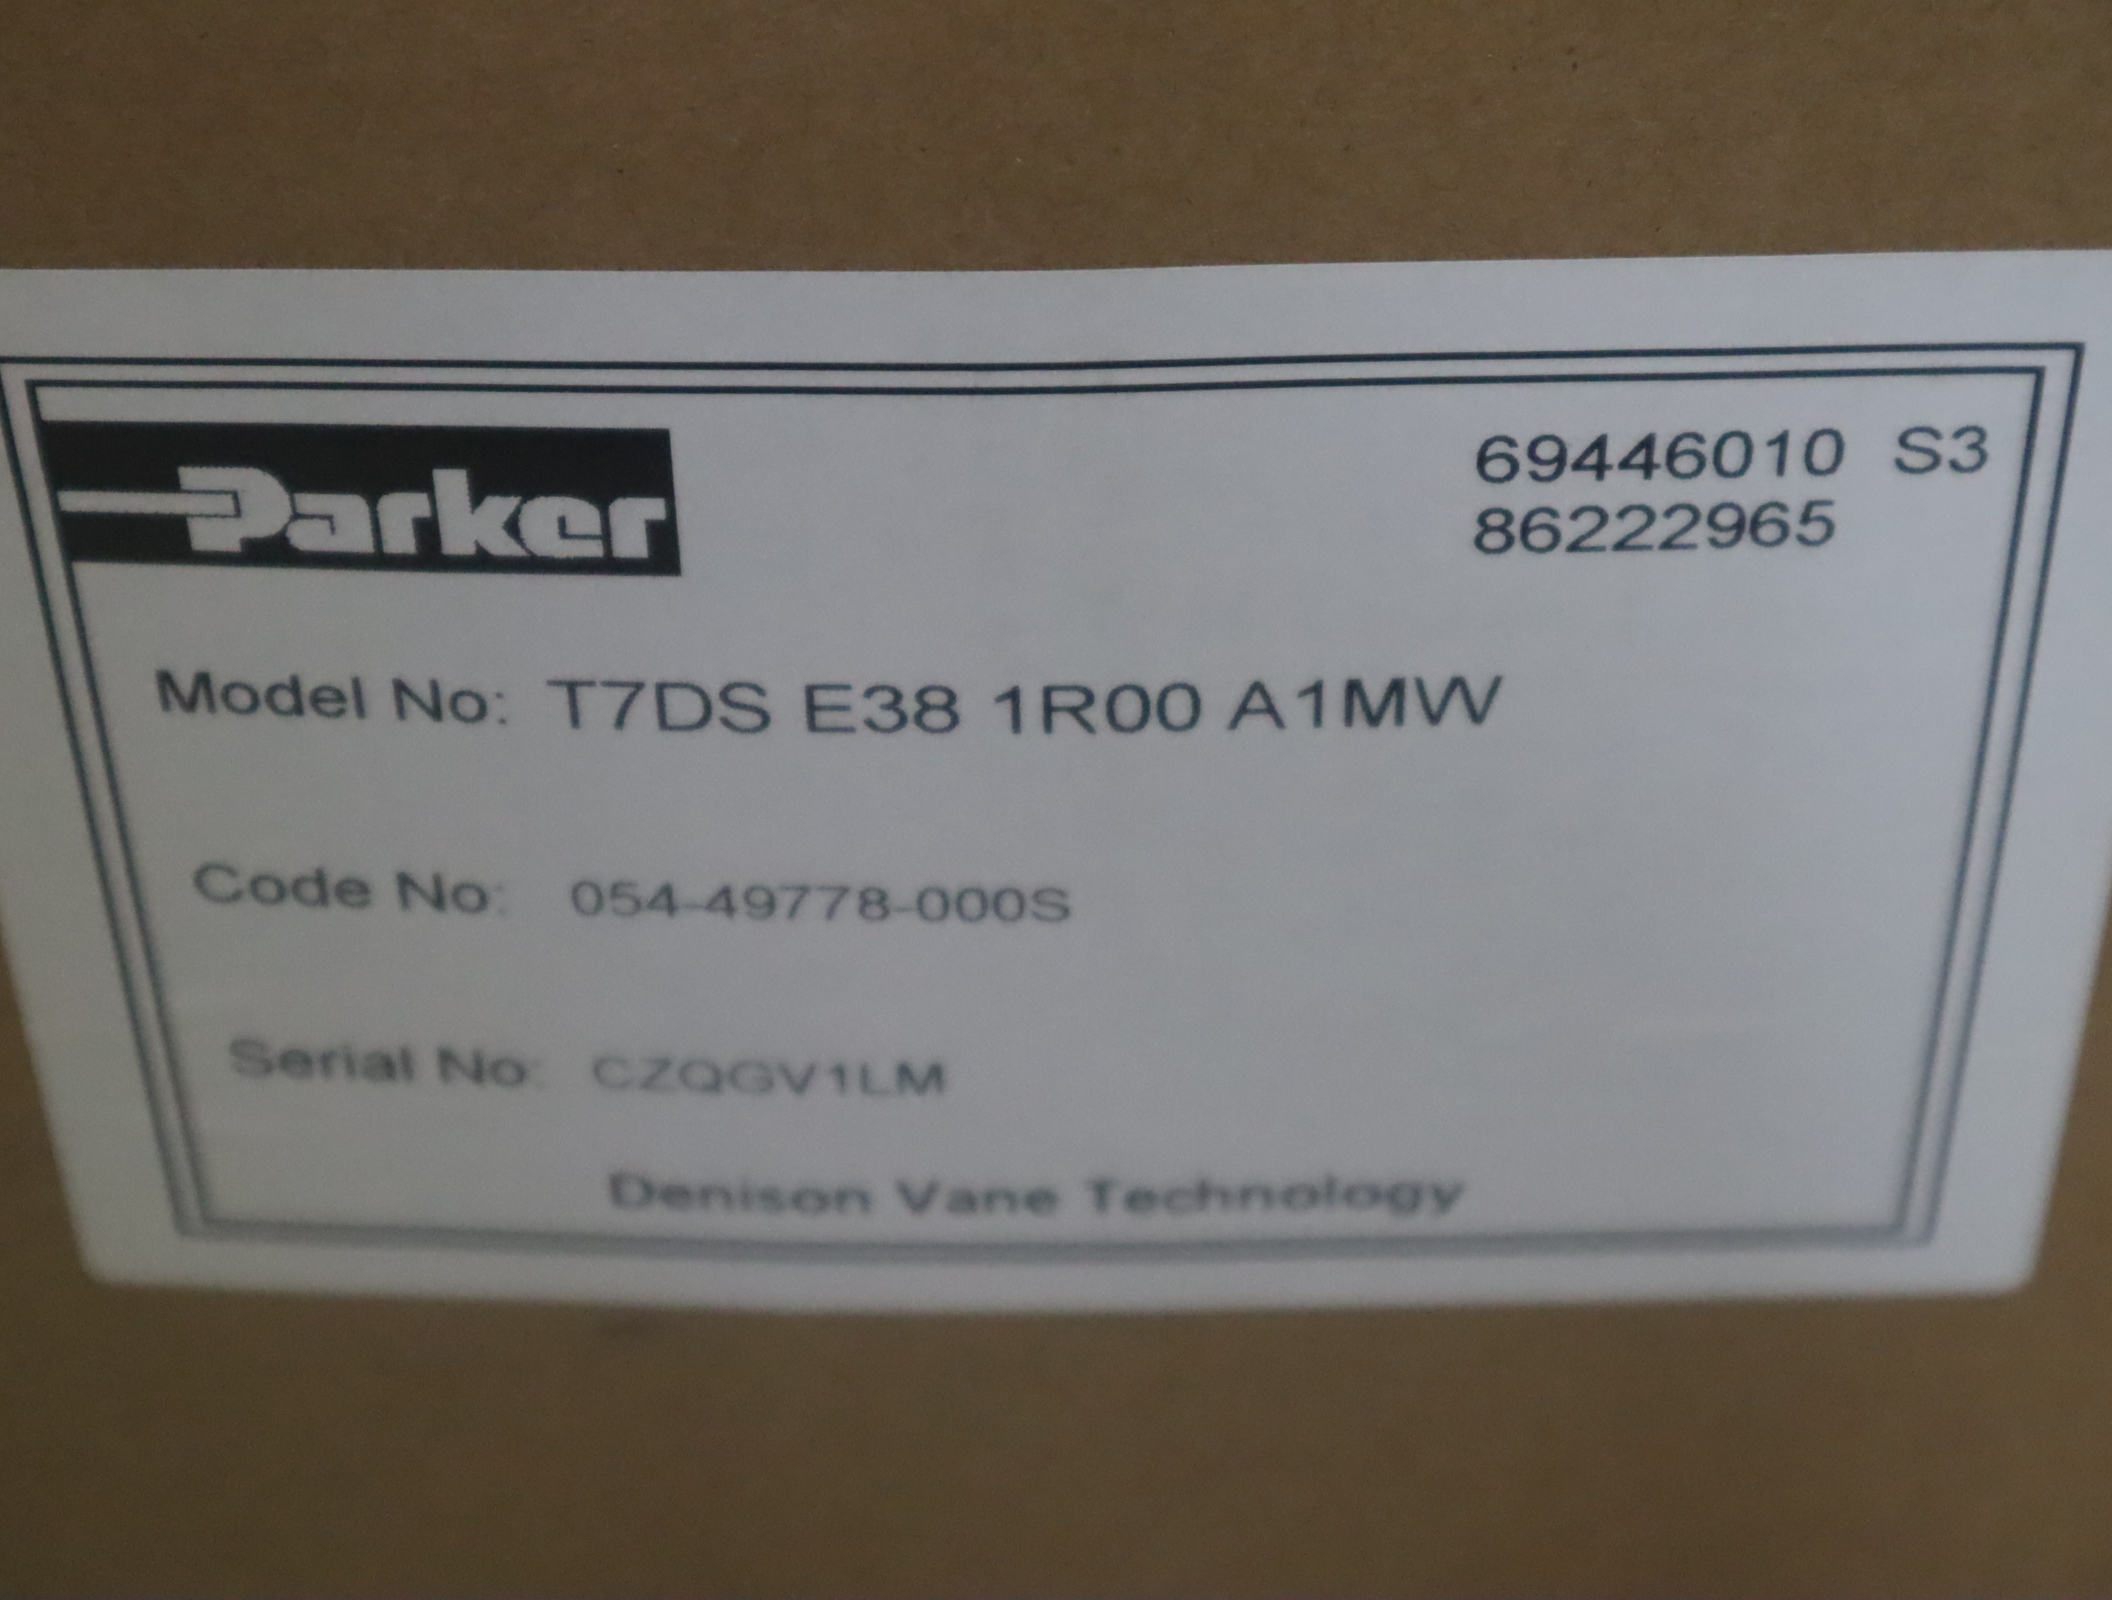 Parker
69446010 S3
86222965
Model No: T7DS E38 1R00 A1MW
Code No: 054-49778-000S
Serial No: CZQGV1LM
Denison Vane Technology